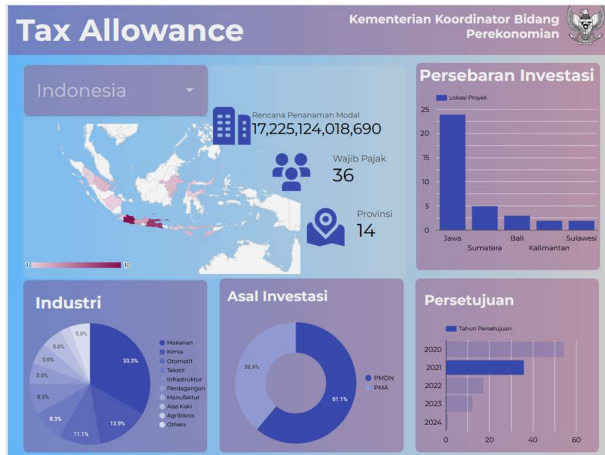 Tax Allowance
Kementerian Koordinator Bidang
Perekonomian
Indonesia
Rencana Penanaman Modal
17,225,124,018,690
Wajib Pajak
36
Provinsi
14
1
10
Persebaran Investasi
Lokasi Proyek
25
20
15
10
5
0
Jawa
Sumatera
Bali
Kalimantan
Sulawesi
Industri
33.3%
13.9%
11.1%
8.3%
8.3%
5.6%
5.6%
5.6%
5.6%
Makanan
Kimia
Otomotif
Tekstil
Infrastruktur
Perdagangan
Manufaktur
Alas Kaki
Agribisnis
Others
Asal Investasi
38.9%
61.1%
PMDN
PMA
Persetujuan
Tahun Persetujuan
2020
2021
2022
2023
2024
0
20
40
60